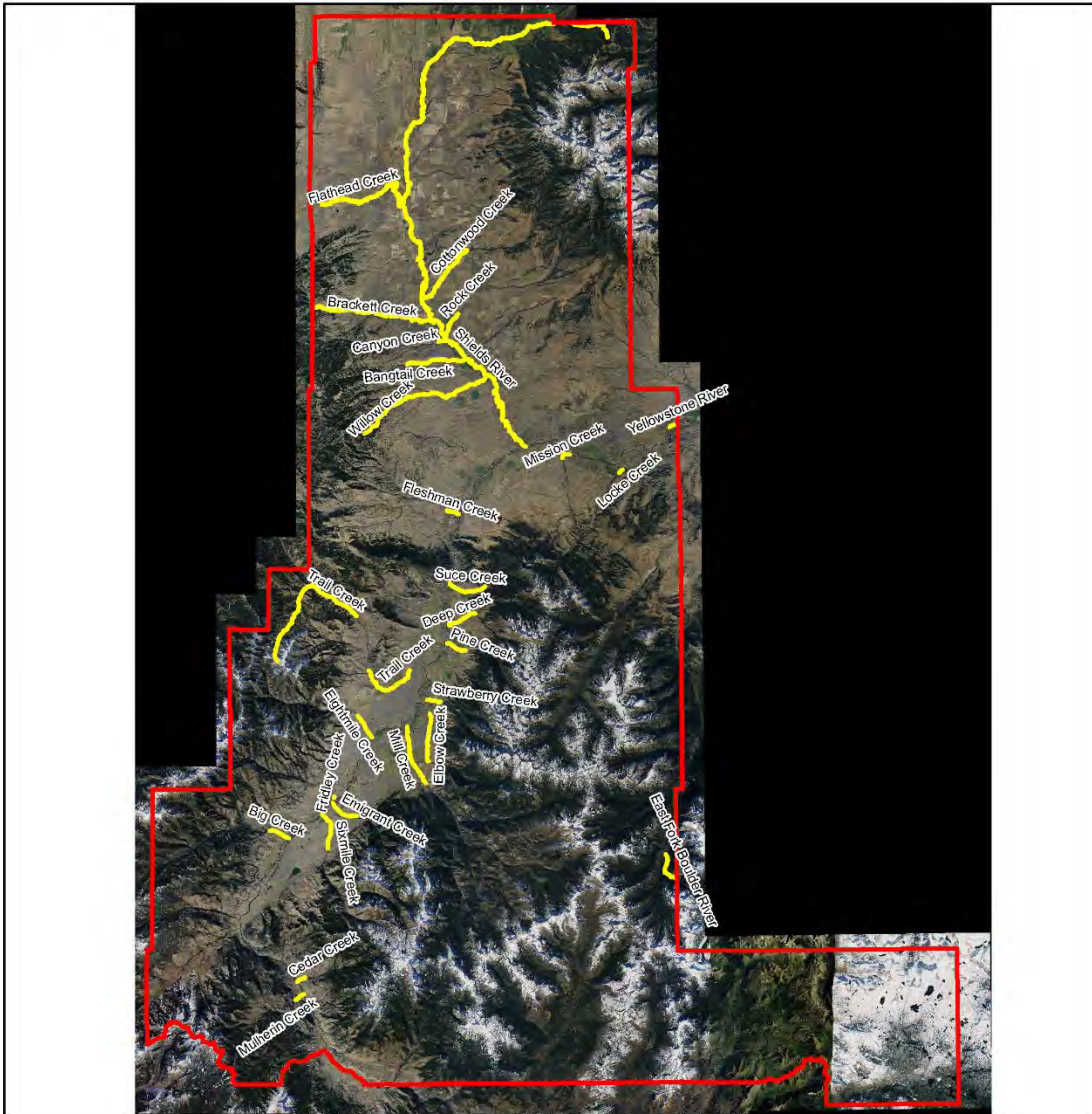 Flathead Creek
Cottonwood Creek
Rock Creek
Brackett Creek
Canyon Creek
Shields River
Bangtail Creek
Willow Creek
Yellowstone River
Mission Creek
Locke Creek
Fleshman Creek
Suce Creek
Trail Creek
Deep Creek
Pine Creek
Trail Creek
Strawberry Creek
Eightmile Creek
Mill Creek
Elbow Creek
Fridley Creek
Emigrant Creek
Big Creek
Sixmile Creek
East Fork Boulder River
Cedar Creek
Mulherin Creek